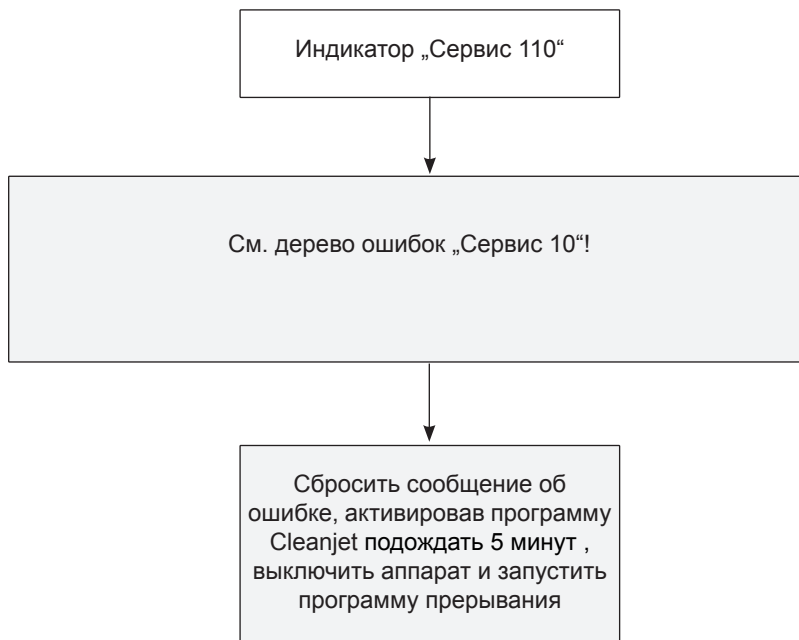 Индикатор „Сервис 110“
См. дерево ошибок „Сервис 10“!
Сбросить сообщение об
ошибке, активировав программу
Cleanjet подождать 5 минут ,
выключить аппарат и запустить
программу прерывания